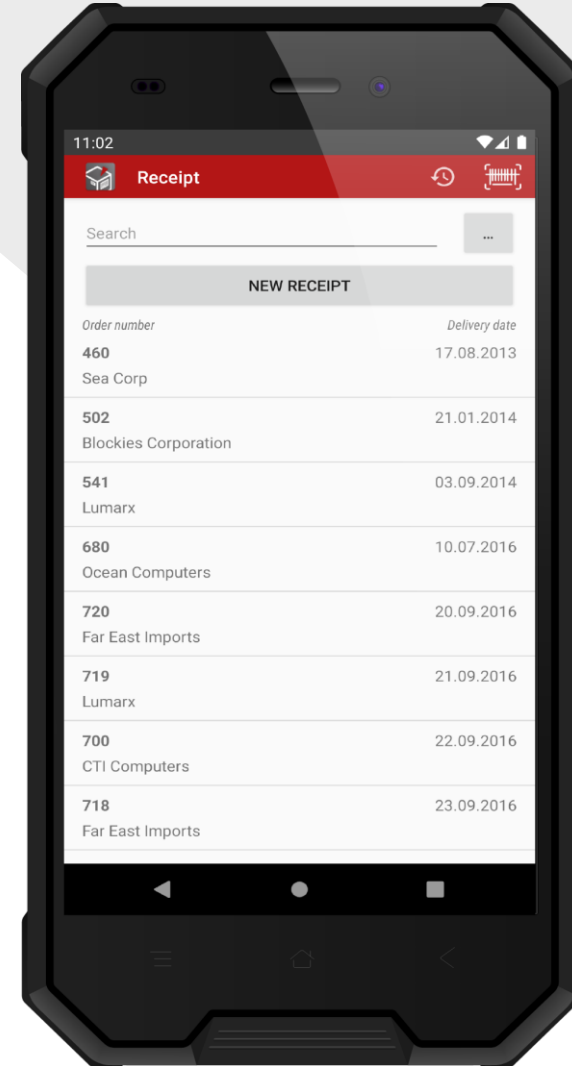 11:02
Receipt
Search
...
NEW RECEIPT
Order number Delivery date
460 17.08.2013
Sea Corp
502 21.01.2014
Blockies Corporation
541 03.09.2014
Lumarx
680 10.07.2016
Ocean Computers
720 20.09.2016
Far East Imports
719 21.09.2016
Lumarx
700 22.09.2016
CTI Computers
718 23.09.2016
Far East Imports